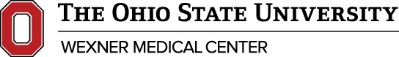 THE OHIO STATE UNIVERSITY
WEXNER MEDICAL CENTER